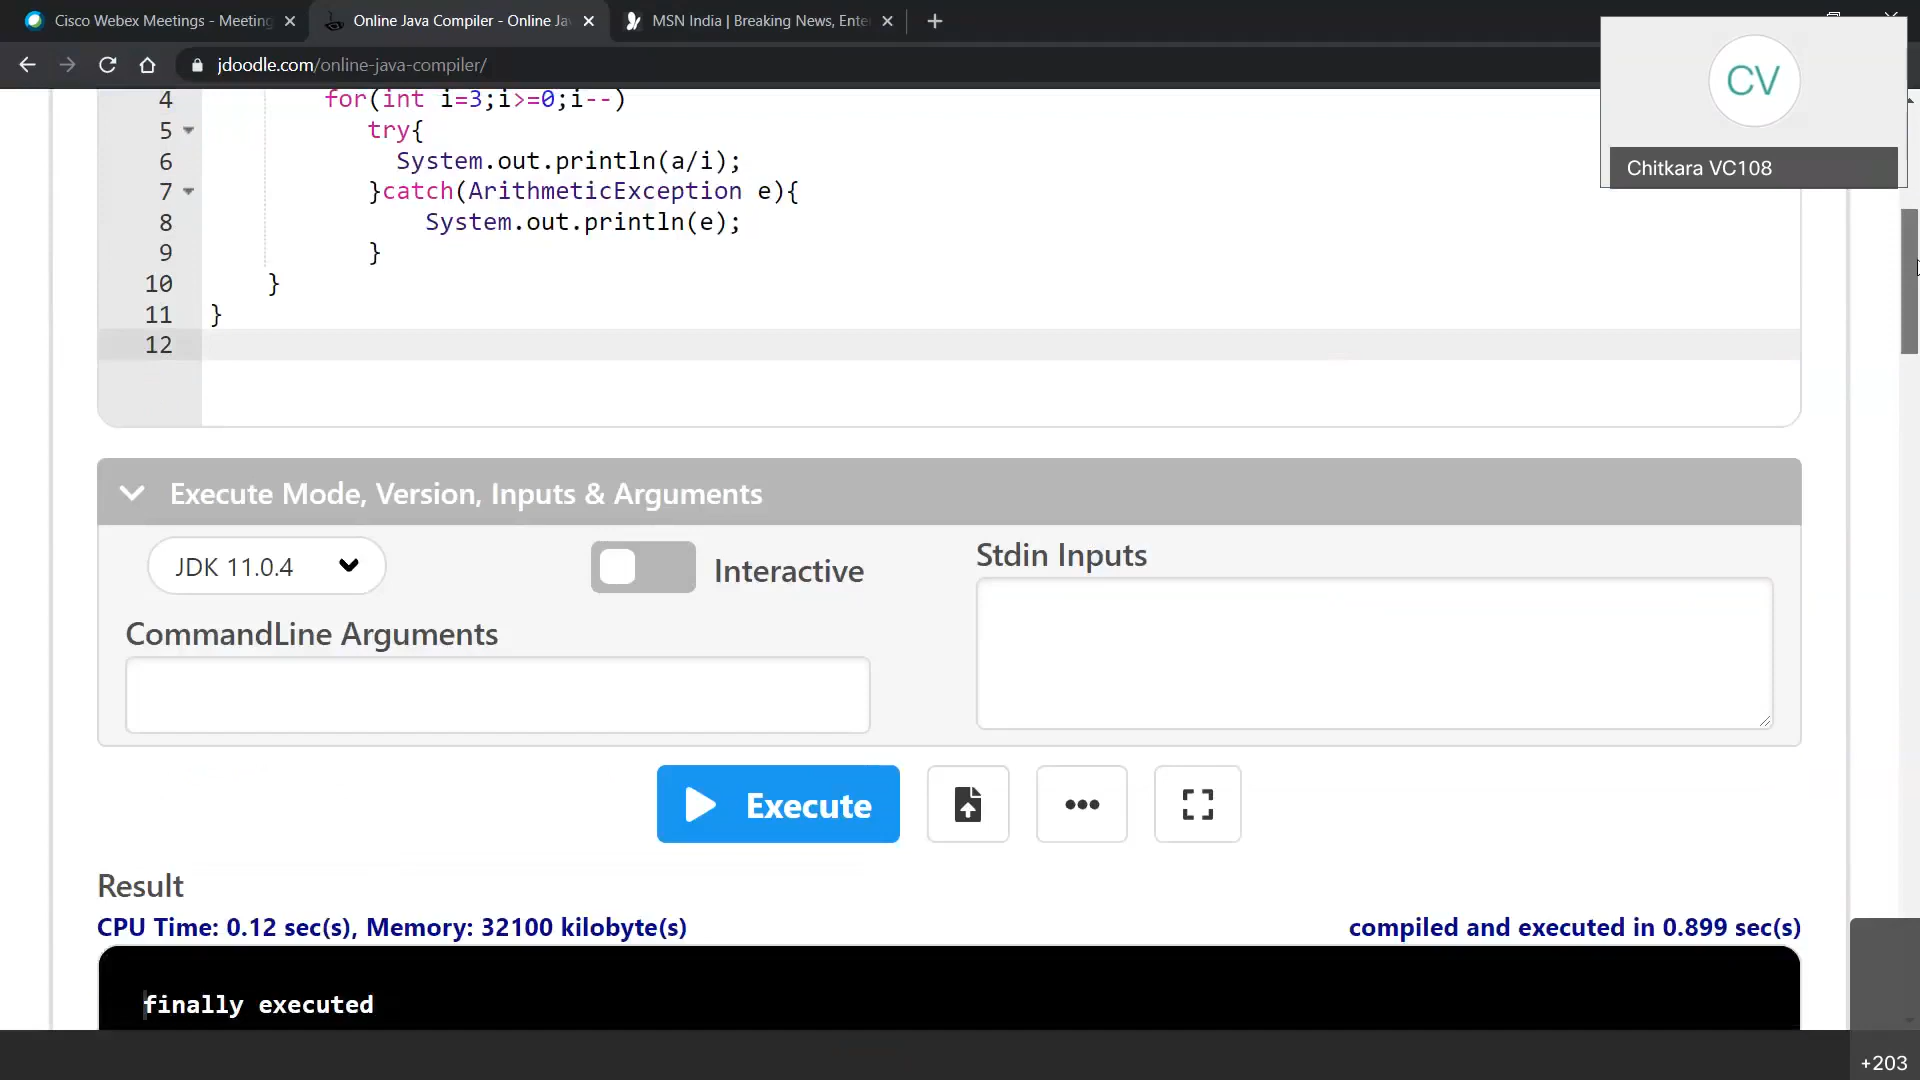 Cisco Webex Meetings - Meeting
Online Java Compiler - Online Ja
MSN India | Breaking News, Ente
jdoodle.com/online-java-compiler/
CV
Chitkara VC108
4 for(int i=3;i>=0;i--)
5 try{
6 System.out.println(a/i);
7 }catch(ArithmeticException e){
8 System.out.println(e);
9 }
10 }
11 }
12
Execute Mode, Version, Inputs & Arguments
JDK 11.0.4
Interactive
Stdin Inputs
CommandLine Arguments
Execute
Result
CPU Time: 0.12 sec(s), Memory: 32100 kilobyte(s)
compiled and executed in 0.899 sec(s)
finally executed
+203